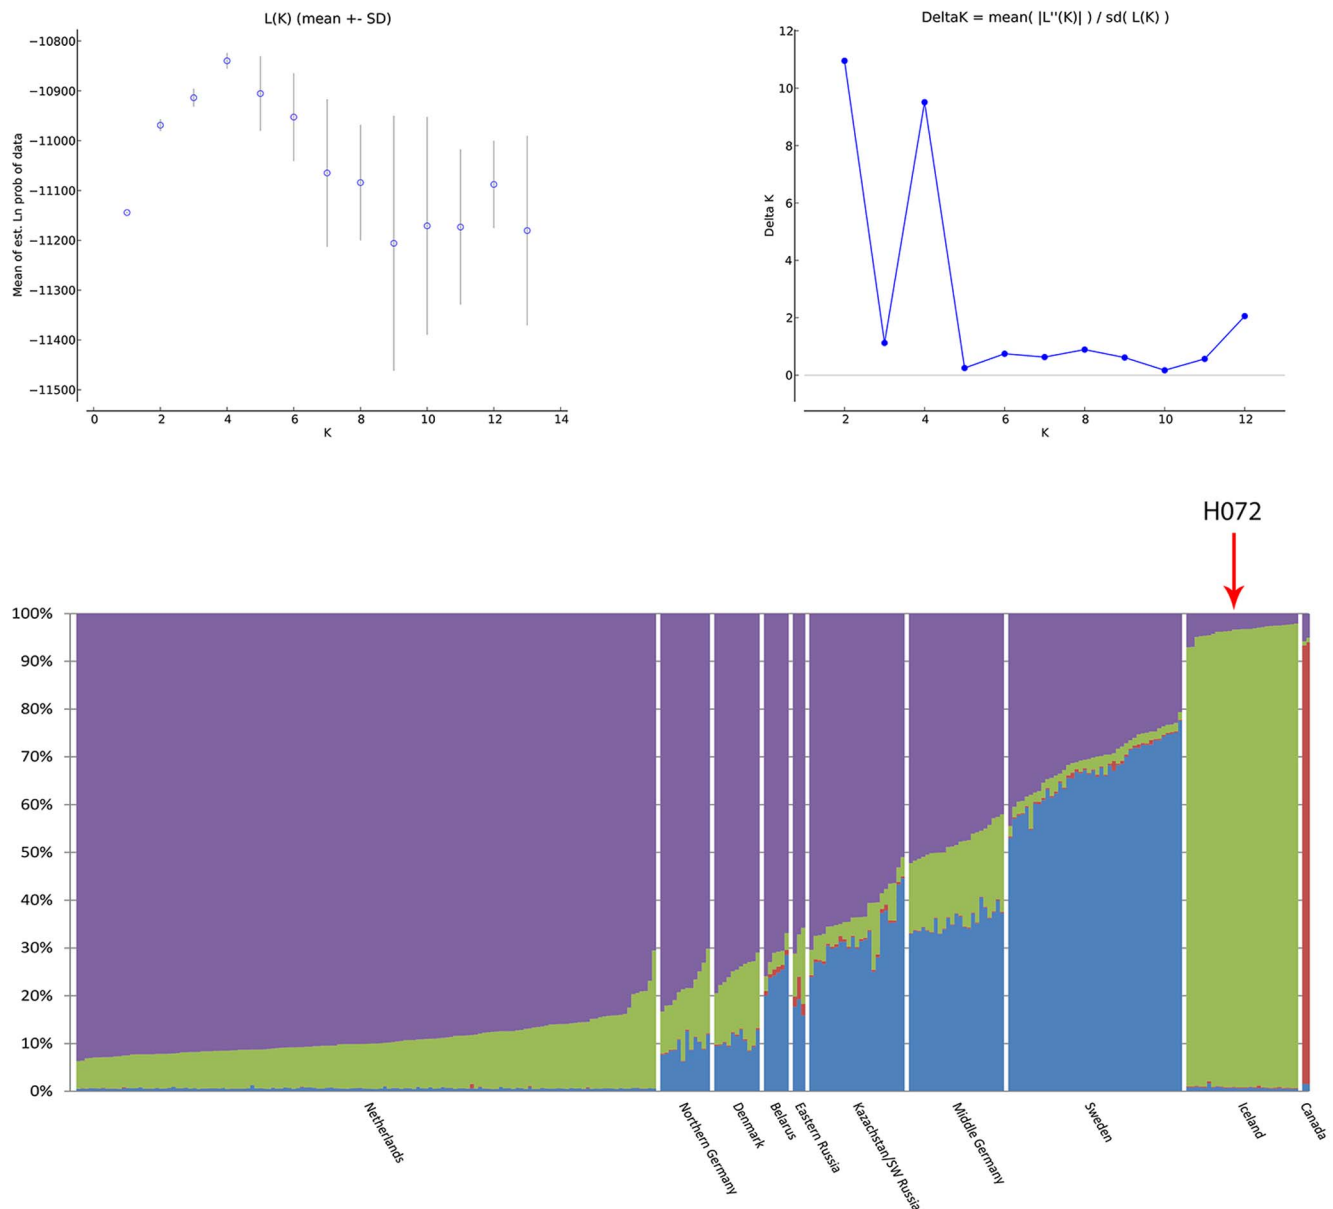 L(K) (mean +- SD)
−10800
−10900
−11000
−11100
−11200
−11300
−11400
−11500
Mean of est. Ln prob of data
0 2 4 6 8 10 12 14
K
DeltaK = mean( |L''(K)| ) / sd( L(K) )
12
10
8
6
4
2
0
Delta K
2 4 6 8 10 12
K
H072
100%
90%
80%
70%
60%
50%
40%
30%
20%
10%
0%
Netherlands
Northern Germany
Denmark
Belarus
Eastern Russia
Kazachstan/SW Russia
Middle Germany
Sweden
Iceland
Canada